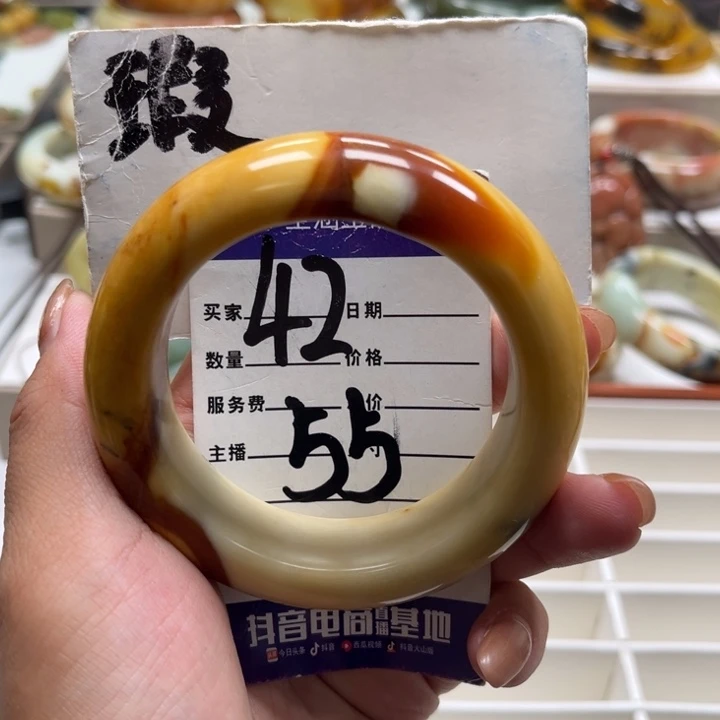 瑕
42
买家 日期
数量 价格
服务费 价
主播
55
抖音电商直播基地
今日头条 抖音 西瓜视频 抖音火山版